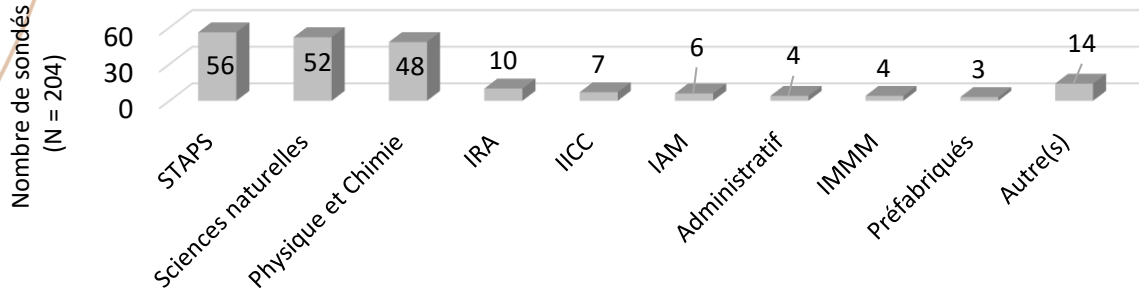 Nombre de sondés
(N = 204)
60
30
0
56
52
48
10
7
6
4
4
3
14
STAPS
Sciences naturelles
Physique et Chimie
IRA
IICC
IAM
Administratif
IMMM
Préfabriqués
Autre(s)